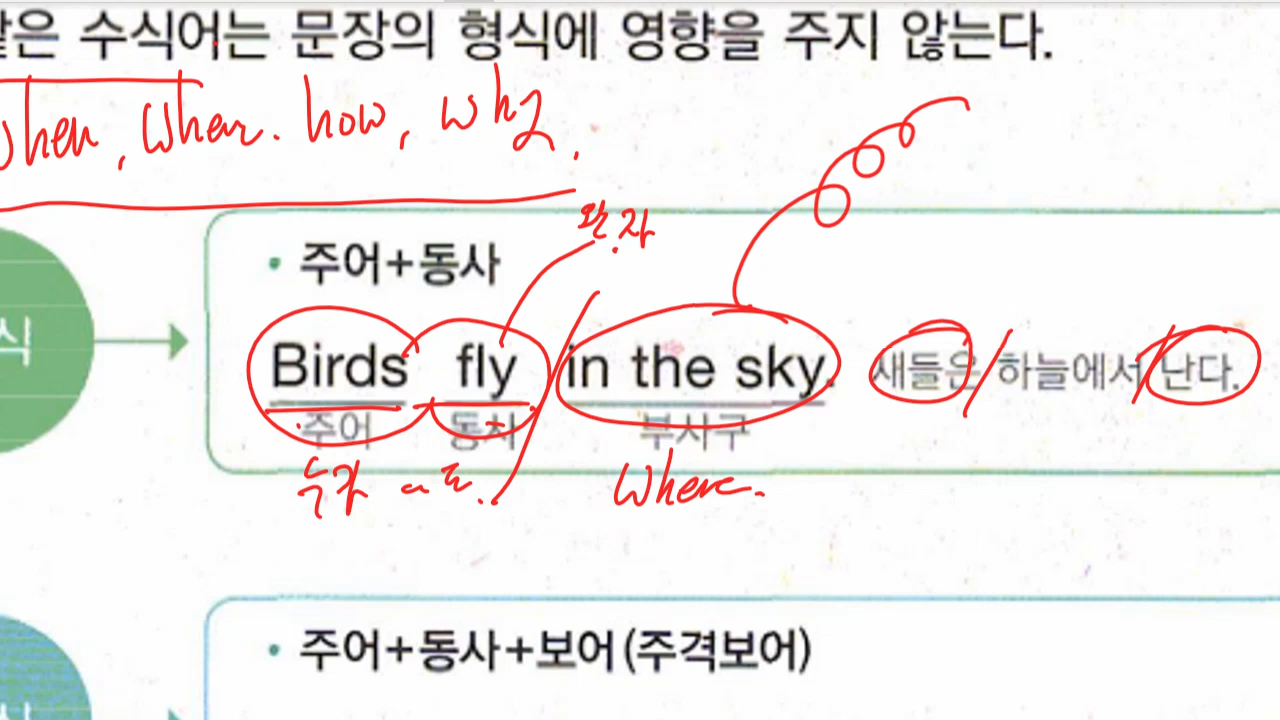 같은 수식어는 문장의 형식에 영향을 주지 않는다.
when, where. how, why.
완.자
• 주어+동사
식
Birds fly in the sky. 새들은 하늘에서 난다.
주어 동사 부사구
누가 where.
• 주어+동사+보어(주격보어)
식